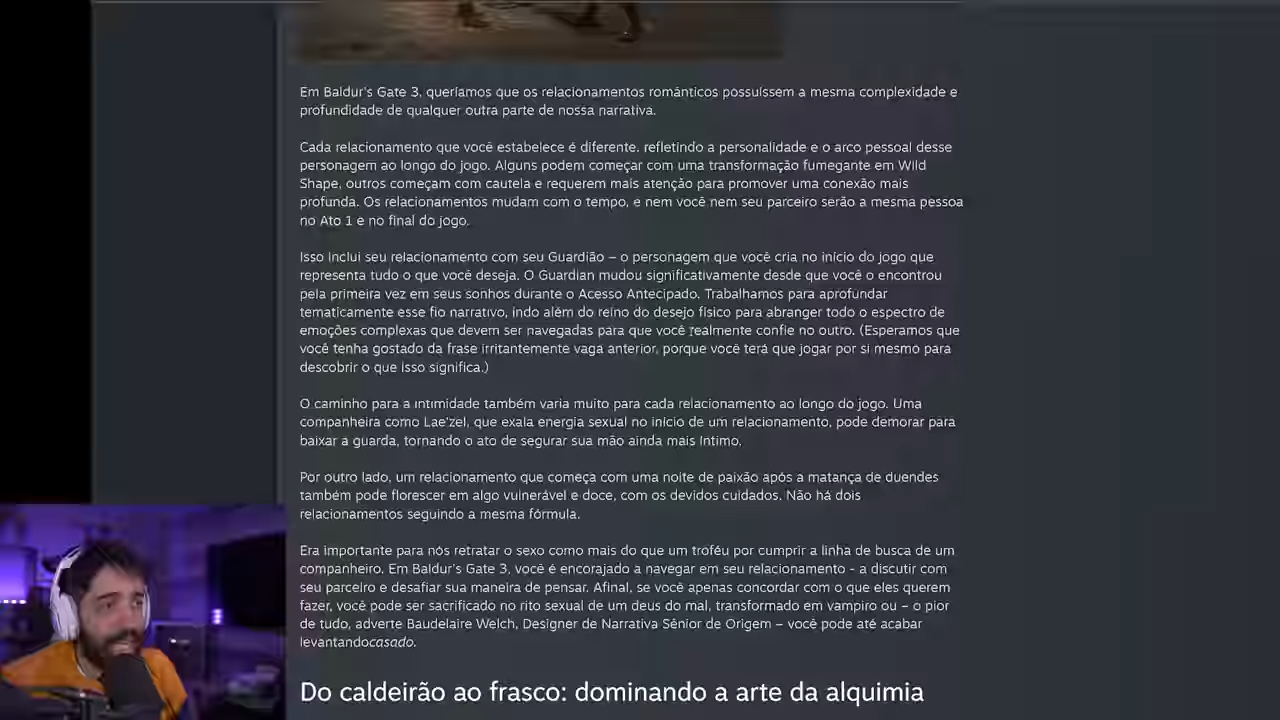 Em Baldur's Gate 3, queríamos que os relacionamentos românticos possuíssem a mesma complexidade e
profundidade de qualquer outra parte de nossa narrativa.
Cada relacionamento que você estabelece é diferente, refletindo a personalidade e o arco pessoal desse
personagem ao longo do jogo. Alguns podem começar com uma transformação fumegante em Wild
Shape, outros começam com cautela e requerem mais atenção para promover uma conexão mais
profunda. Os relacionamentos mudam com o tempo, e nem você nem seu parceiro serão a mesma pessoa
no Ato 1 e no final do jogo.
Isso inclui seu relacionamento com seu Guardião – o personagem que você cria no início do jogo que
representa tudo o que você deseja. O Guardian mudou significativamente desde que você o encontrou
pela primeira vez em seus sonhos durante o Acesso Antecipado. Trabalhamos para aprofundar
tematicamente esse fio narrativo, indo além do reino do desejo físico para abranger todo o espectro de
emoções complexas que devem ser navegadas para que você realmente confie no outro. (Esperamos que
você tenha gostado da frase irritantemente vaga anterior, porque você terá que jogar por si mesmo para
descobrir o que isso significa.)
O caminho para a intimidade também varia muito para cada relacionamento ao longo do jogo. Uma
companheira como Lae'zel, que exala energia sexual no início de um relacionamento, pode demorar para
baixar a guarda, tornando o ato de segurar sua mão ainda mais íntimo.
Por outro lado, um relacionamento que começa com uma noite de paixão após a matança de duendes
também pode florescer em algo vulnerável e doce, com os devidos cuidados. Não há dois
relacionamentos seguindo a mesma fórmula.
Era importante para nós retratar o sexo como mais do que um troféu por cumprir a linha de busca de um
companheiro. Em Baldur's Gate 3, você é encorajado a navegar em seu relacionamento - a discutir com
seu parceiro e desafiar sua maneira de pensar. Afinal, se você apenas concordar com o que eles querem
fazer, você pode ser sacrificado no rito sexual de um deus do mal, transformado em vampiro ou – o pior
de tudo, adverte Baudelaire Welch, Designer de Narrativa Sênior de Origem – você pode até acabar
levantandocasado.
Do caldeirão ao frasco: dominando a arte da alquimia